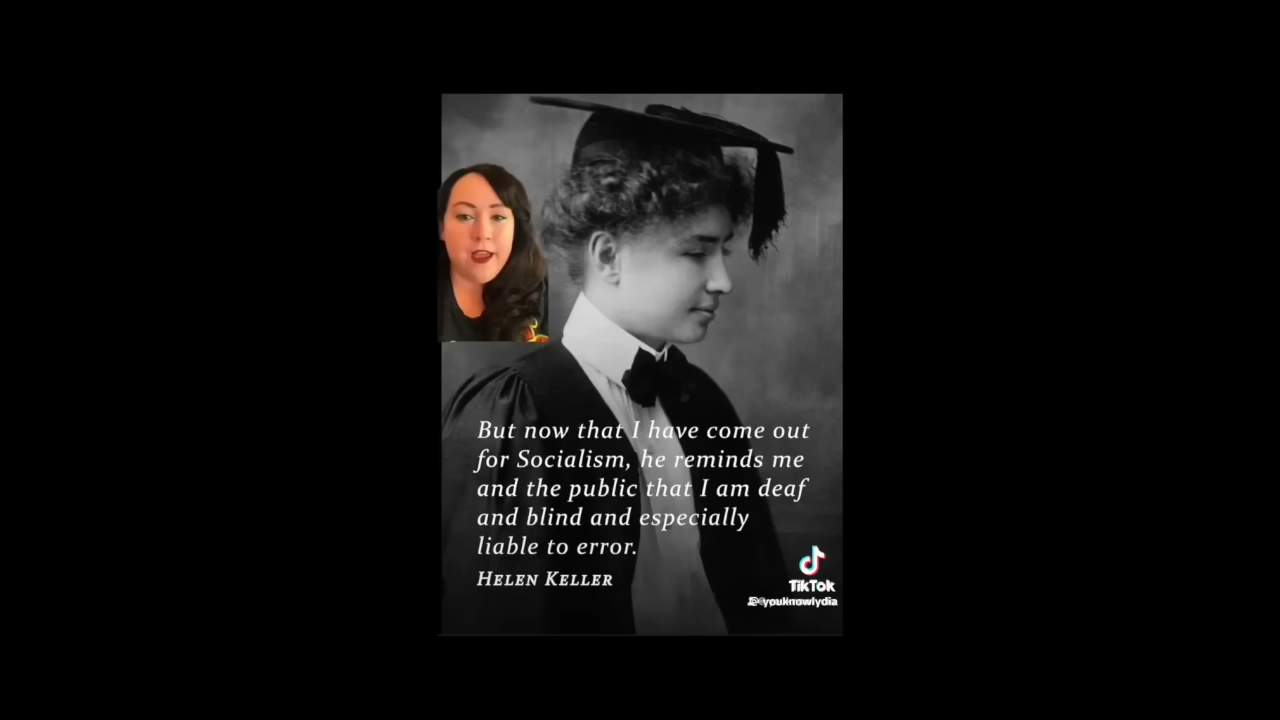 But now that I have come out
for Socialism, he reminds me
and the public that I am deaf
and blind and especially
liable to error.
HELEN KELLER
TikTok
@youknowlydia